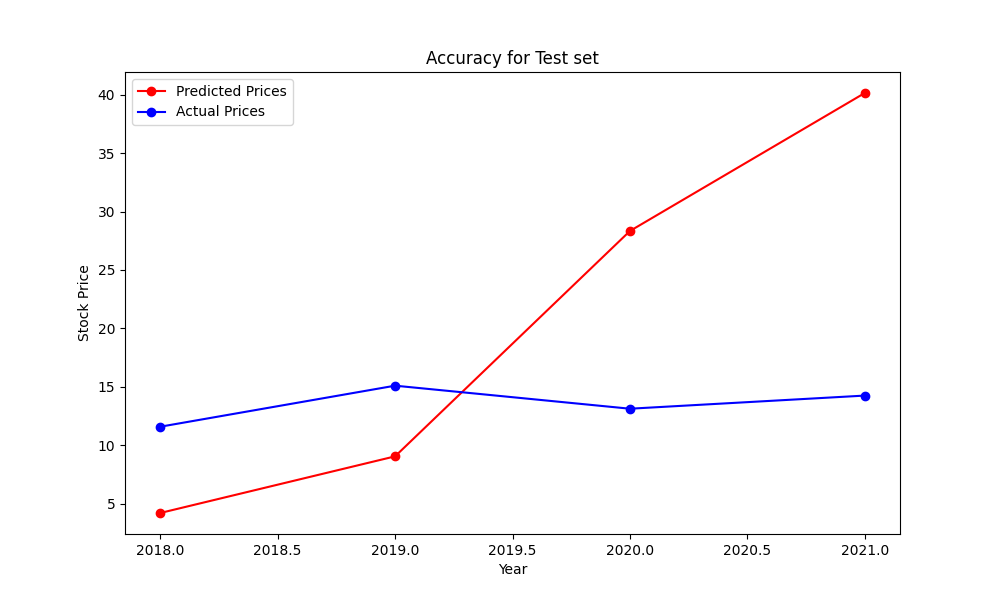 Accuracy for Test set
Predicted Prices
Actual Prices
40
35
30
25
20
15
10
5
Stock Price
2018.0 2018.5 2019.0 2019.5 2020.0 2020.5 2021.0
Year